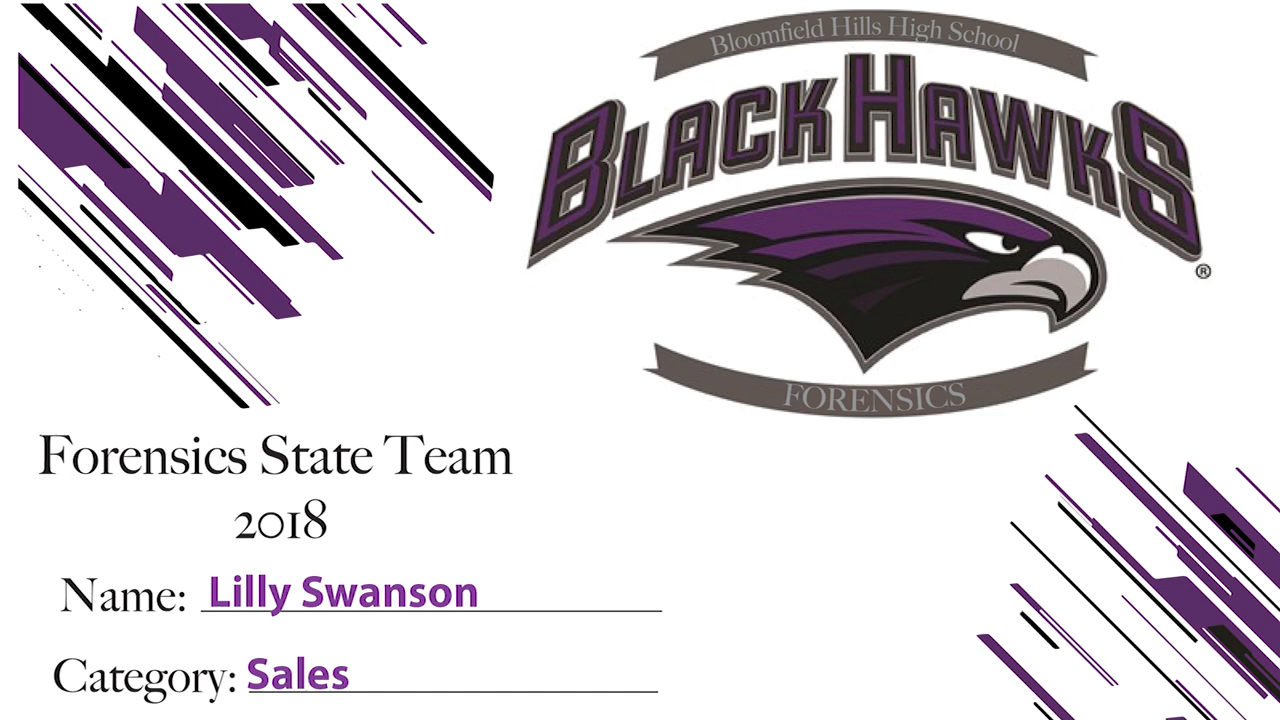 Bloomfield Hills High School
BLACKHAWKS
®
FORENSICS
Forensics State Team
2018
Name: Lilly Swanson
Category: Sales